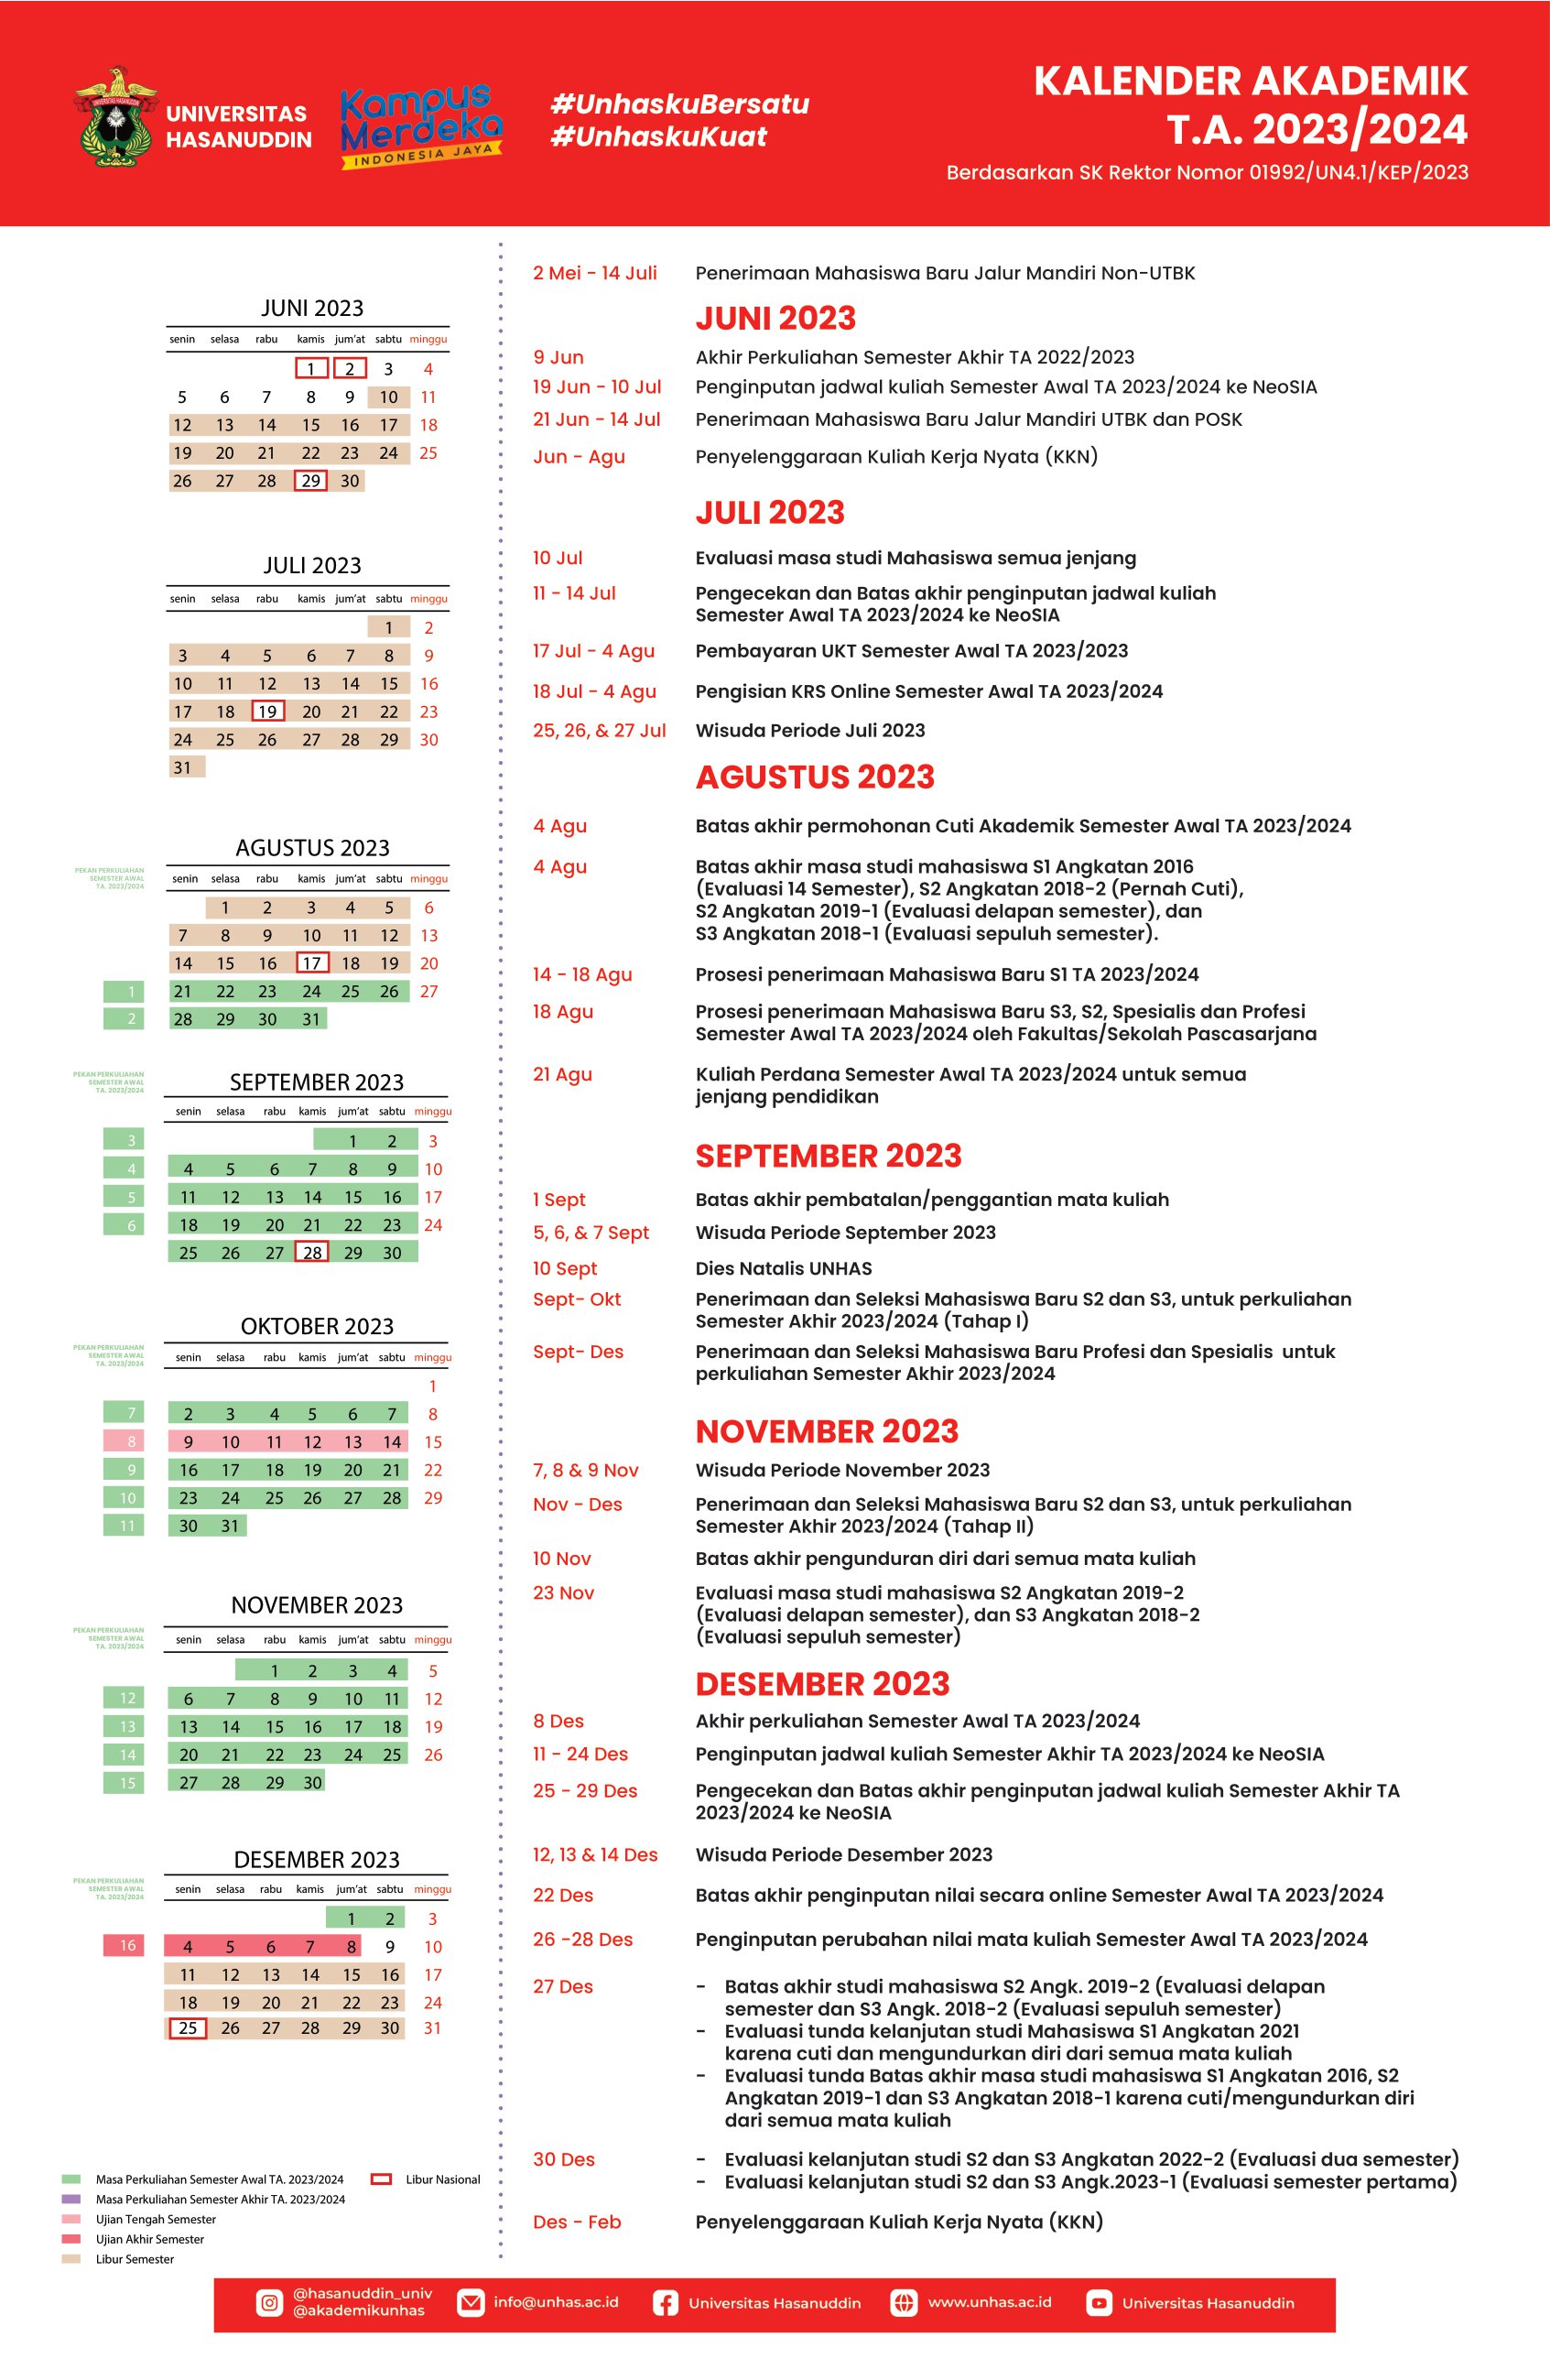 UNIVERSITAS
HASANUDDIN
Kampus
Merdeka
INDONESIA JAYA
#UnhaskuBersatu
#UnhaskuKuat
KALENDER AKADEMIK
T.A. 2023/2024
Berdasarkan SK Rektor Nomor 01992/UN4.1/KEP/2023
JUNI 2023
senin selasa rabu kamis jum'at sabtu minggu
1 2 3 4
5 6 7 8 9 10 11
12 13 14 15 16 17 18
19 20 21 22 23 24 25
26 27 28 29 30
JULI 2023
senin selasa rabu kamis jum'at sabtu minggu
1 2
3 4 5 6 7 8 9
10 11 12 13 14 15 16
17 18 19 20 21 22 23
24 25 26 27 28 29 30
31
AGUSTUS 2023
PEKAN PERKULIAHAN
SEMESTER AWAL
TA. 2023/2024
senin selasa rabu kamis jum'at sabtu minggu
1 2 3 4 5 6
7 8 9 10 11 12 13
14 15 16 17 18 19 20
1 21 22 23 24 25 26 27
2 28 29 30 31
PEKAN PERKULIAHAN
SEMESTER AWAL
TA. 2023/2024
SEPTEMBER 2023
senin selasa rabu kamis jum'at sabtu minggu
3 1 2 3
4 4 5 6 7 8 9 10
5 11 12 13 14 15 16 17
6 18 19 20 21 22 23 24
25 26 27 28 29 30
OKTOBER 2023
PEKAN PERKULIAHAN
SEMESTER AWAL
TA. 2023/2024
senin selasa rabu kamis jum'at sabtu minggu
1
7 2 3 4 5 6 7 8
8 9 10 11 12 13 14 15
9 16 17 18 19 20 21 22
10 23 24 25 26 27 28 29
11 30 31
NOVEMBER 2023
PEKAN PERKULIAHAN
SEMESTER AWAL
TA. 2023/2024
senin selasa rabu kamis jum'at sabtu minggu
1 2 3 4 5
12 6 7 8 9 10 11 12
13 13 14 15 16 17 18 19
14 20 21 22 23 24 25 26
15 27 28 29 30
DESEMBER 2023
PEKAN PERKULIAHAN
SEMESTER AWAL
TA. 2023/2024
senin selasa rabu kamis jum'at sabtu minggu
1 2 3
16 4 5 6 7 8 9 10
11 12 13 14 15 16 17
18 19 20 21 22 23 24
25 26 27 28 29 30 31
Masa Perkuliahan Semester Awal TA. 2023/2024 Libur Nasional
Masa Perkuliahan Semester Akhir TA. 2023/2024
Ujian Tengah Semester
Ujian Akhir Semester
Libur Semester
2 Mei - 14 Juli Penerimaan Mahasiswa Baru Jalur Mandiri Non-UTBK
JUNI 2023
9 Jun Akhir Perkuliahan Semester Akhir TA 2022/2023
19 Jun - 10 Jul Penginputan jadwal kuliah Semester Awal TA 2023/2024 ke NeoSIA
21 Jun - 14 Jul Penerimaan Mahasiswa Baru Jalur Mandiri UTBK dan POSK
Jun - Agu Penyelenggaraan Kuliah Kerja Nyata (KKN)
JULI 2023
10 Jul Evaluasi masa studi Mahasiswa semua jenjang
11 - 14 Jul Pengecekan dan Batas akhir penginputan jadwal kuliah
Semester Awal TA 2023/2024 ke NeoSIA
17 Jul - 4 Agu Pembayaran UKT Semester Awal TA 2023/2023
18 Jul - 4 Agu Pengisian KRS Online Semester Awal TA 2023/2024
25, 26, & 27 Jul Wisuda Periode Juli 2023
AGUSTUS 2023
4 Agu Batas akhir permohonan Cuti Akademik Semester Awal TA 2023/2024
4 Agu Batas akhir masa studi mahasiswa S1 Angkatan 2016
(Evaluasi 14 Semester), S2 Angkatan 2018-2 (Pernah Cuti),
S2 Angkatan 2019-1 (Evaluasi delapan semester), dan
S3 Angkatan 2018-1 (Evaluasi sepuluh semester).
14 - 18 Agu Prosesi penerimaan Mahasiswa Baru S1 TA 2023/2024
18 Agu Prosesi penerimaan Mahasiswa Baru S3, S2, Spesialis dan Profesi
Semester Awal TA 2023/2024 oleh Fakultas/Sekolah Pascasarjana
21 Agu Kuliah Perdana Semester Awal TA 2023/2024 untuk semua
jenjang pendidikan
SEPTEMBER 2023
1 Sept Batas akhir pembatalan/penggantian mata kuliah
5, 6, & 7 Sept Wisuda Periode September 2023
10 Sept Dies Natalis UNHAS
Sept- Okt Penerimaan dan Seleksi Mahasiswa Baru S2 dan S3, untuk perkuliahan
Semester Akhir 2023/2024 (Tahap I)
Sept- Des Penerimaan dan Seleksi Mahasiswa Baru Profesi dan Spesialis untuk
perkuliahan Semester Akhir 2023/2024
NOVEMBER 2023
7, 8 & 9 Nov Wisuda Periode November 2023
Nov - Des Penerimaan dan Seleksi Mahasiswa Baru S2 dan S3, untuk perkuliahan
Semester Akhir 2023/2024 (Tahap II)
10 Nov Batas akhir pengunduran diri dari semua mata kuliah
23 Nov Evaluasi masa studi mahasiswa S2 Angkatan 2019-2
(Evaluasi delapan semester), dan S3 Angkatan 2018-2
(Evaluasi sepuluh semester)
DESEMBER 2023
8 Des Akhir perkuliahan Semester Awal TA 2023/2024
11 - 24 Des Penginputan jadwal kuliah Semester Akhir TA 2023/2024 ke NeoSIA
25 - 29 Des Pengecekan dan Batas akhir penginputan jadwal kuliah Semester Akhir TA
2023/2024 ke NeoSIA
12, 13 & 14 Des Wisuda Periode Desember 2023
22 Des Batas akhir penginputan nilai secara online Semester Awal TA 2023/2024
26 -28 Des Penginputan perubahan nilai mata kuliah Semester Awal TA 2023/2024
27 Des - Batas akhir studi mahasiswa S2 Angk. 2019-2 (Evaluasi delapan
semester dan S3 Angk. 2018-2 (Evaluasi sepuluh semester)
- Evaluasi tunda kelanjutan studi Mahasiswa S1 Angkatan 2021
karena cuti dan mengundurkan diri dari semua mata kuliah
- Evaluasi tunda Batas akhir masa studi mahasiswa S1 Angkatan 2016, S2
Angkatan 2019-1 dan S3 Angkatan 2018-1 karena cuti/mengundurkan diri
dari semua mata kuliah
30 Des - Evaluasi kelanjutan studi S2 dan S3 Angkatan 2022-2 (Evaluasi dua semester)
- Evaluasi kelanjutan studi S2 dan S3 Angk.2023-1 (Evaluasi semester pertama)
Des - Feb Penyelenggaraan Kuliah Kerja Nyata (KKN)
@hasanuddin_univ
@akademikunhas
info@unhas.ac.id
Universitas Hasanuddin
www.unhas.ac.id
Universitas Hasanuddin